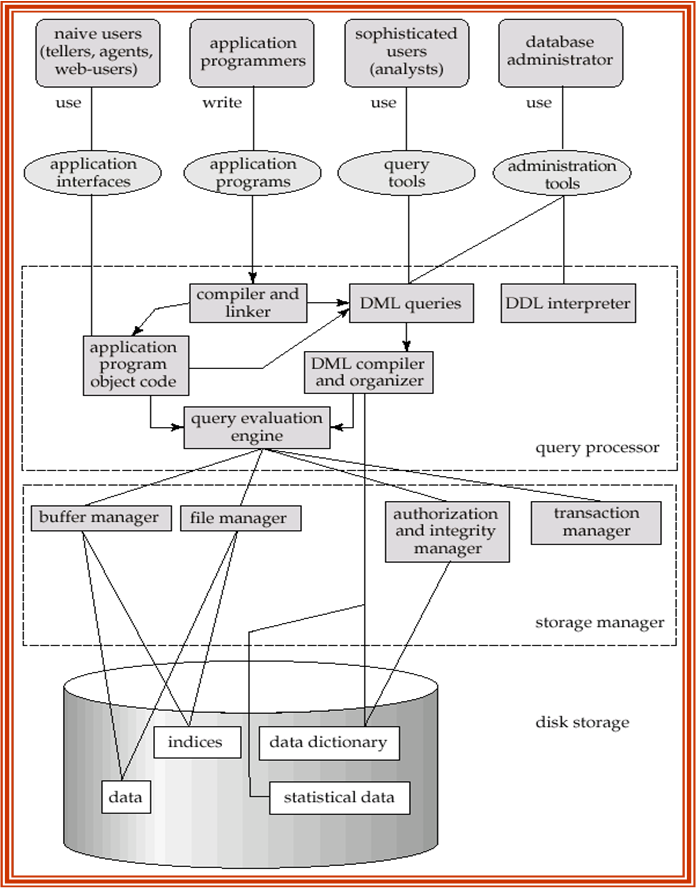 naive users
(tellers, agents,
web-users)
application
programmers
sophisticated
users
(analysts)
database
administrator
use
write
use
use
application
interfaces
application
programs
query
tools
administration
tools
compiler and
linker
DML queries
DDL interpreter
application
program
object code
DML compiler
and organizer
query evaluation
engine
query processor
buffer manager
file manager
authorization
and integrity
manager
transaction
manager
storage manager
disk storage
indices
data dictionary
data
statistical data